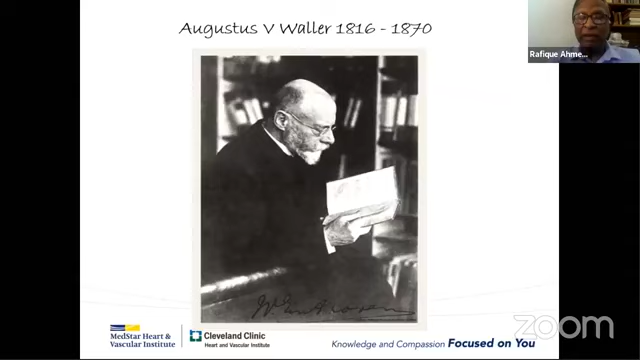 Augustus V Waller 1816 - 1870
Rafique Ahme...
MedStar Heart &
Vascular Institute
Cleveland Clinic
Heart and Vascular Institute
Knowledge and Compassion Focused on You
zoom